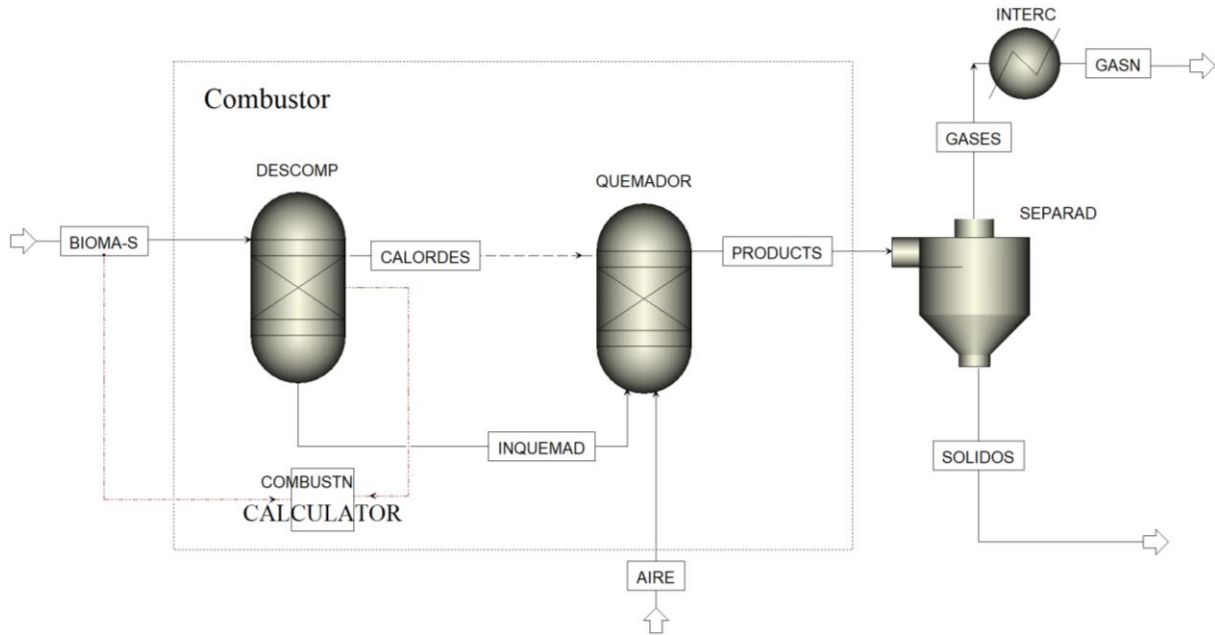 INTERC
GASN
Combustor
GASES
DESCOMP
QUEMADOR
SEPARAD
BIOMA-S
CALORDES
PRODUCTS
INQUEMAD
SOLIDOS
COMBUSTN
CALCULATOR
AIRE